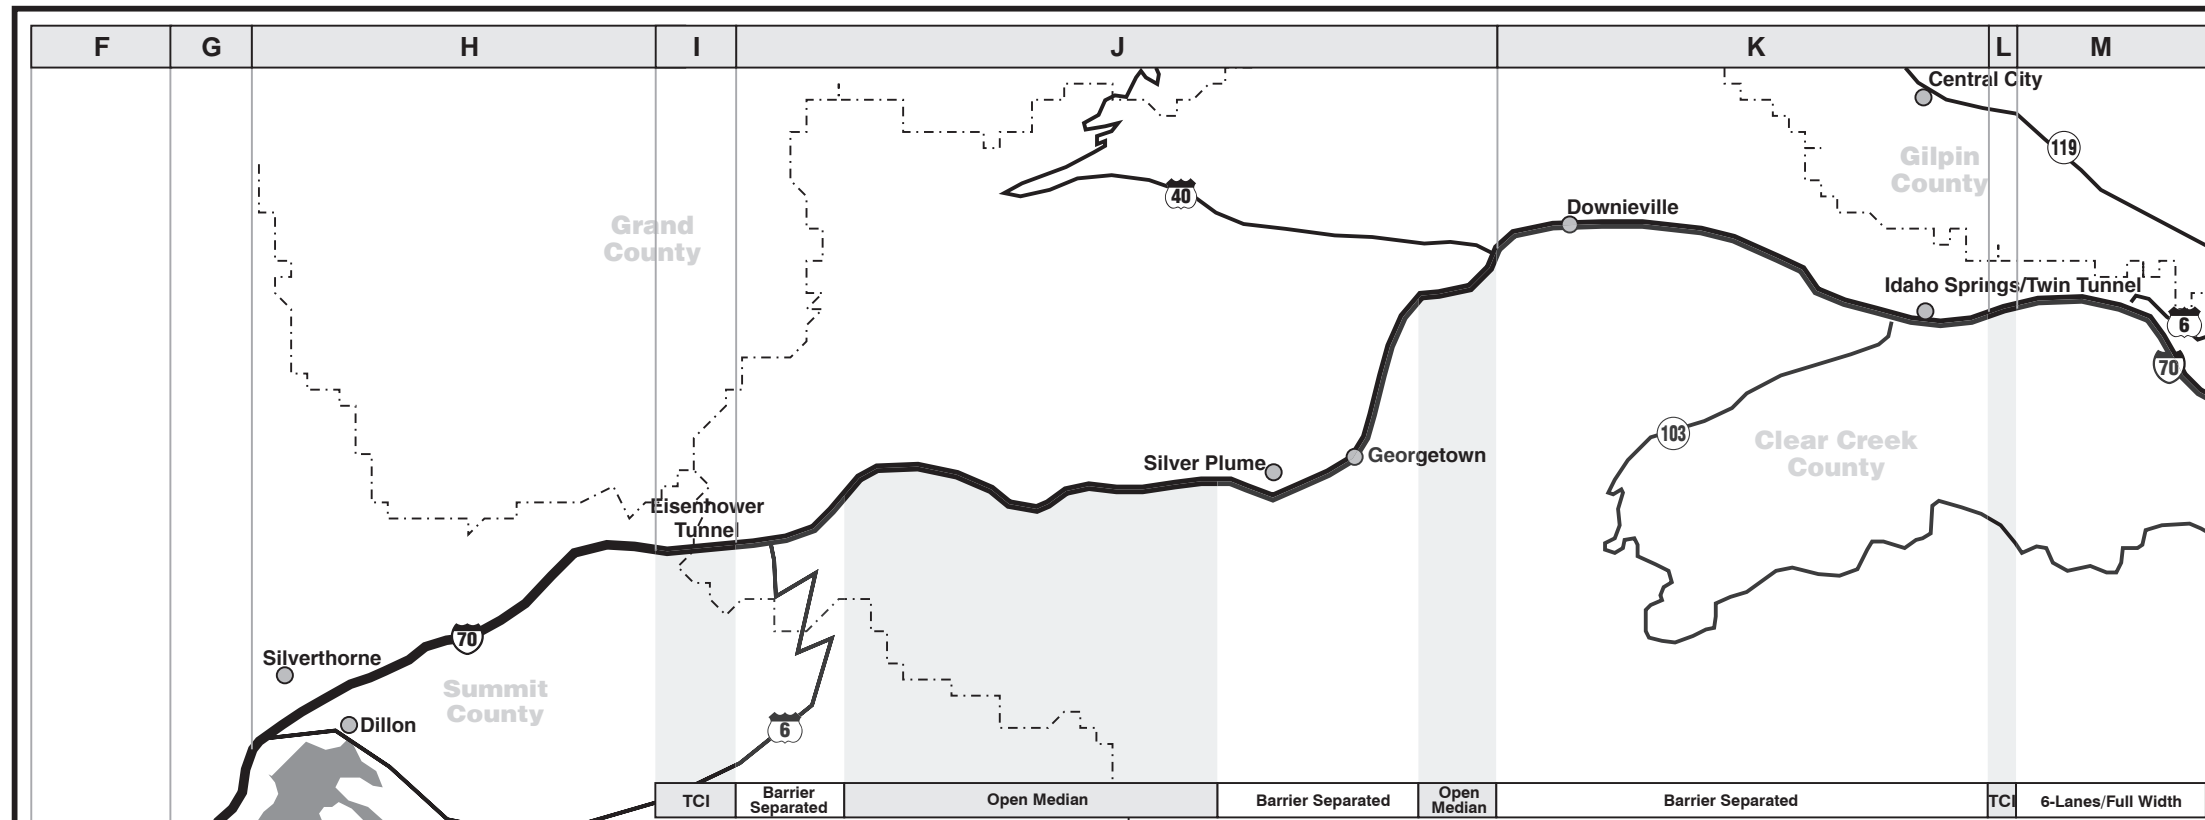 F G H I J K L M
Central City
119
Gilpin
County
40
Downieville
Grand
County
Idaho Springs/Twin Tunnel
6
70
103
Clear Creek
County
Silver Plume
Georgetown
Eisenhower
Tunnel
70
Silverthorne
Summit
County
Dillon
6
TCI
Barrier
Separated
Open Median
Barrier Separated
Open
Median
Barrier Separated
TCI
6-Lanes/Full Width